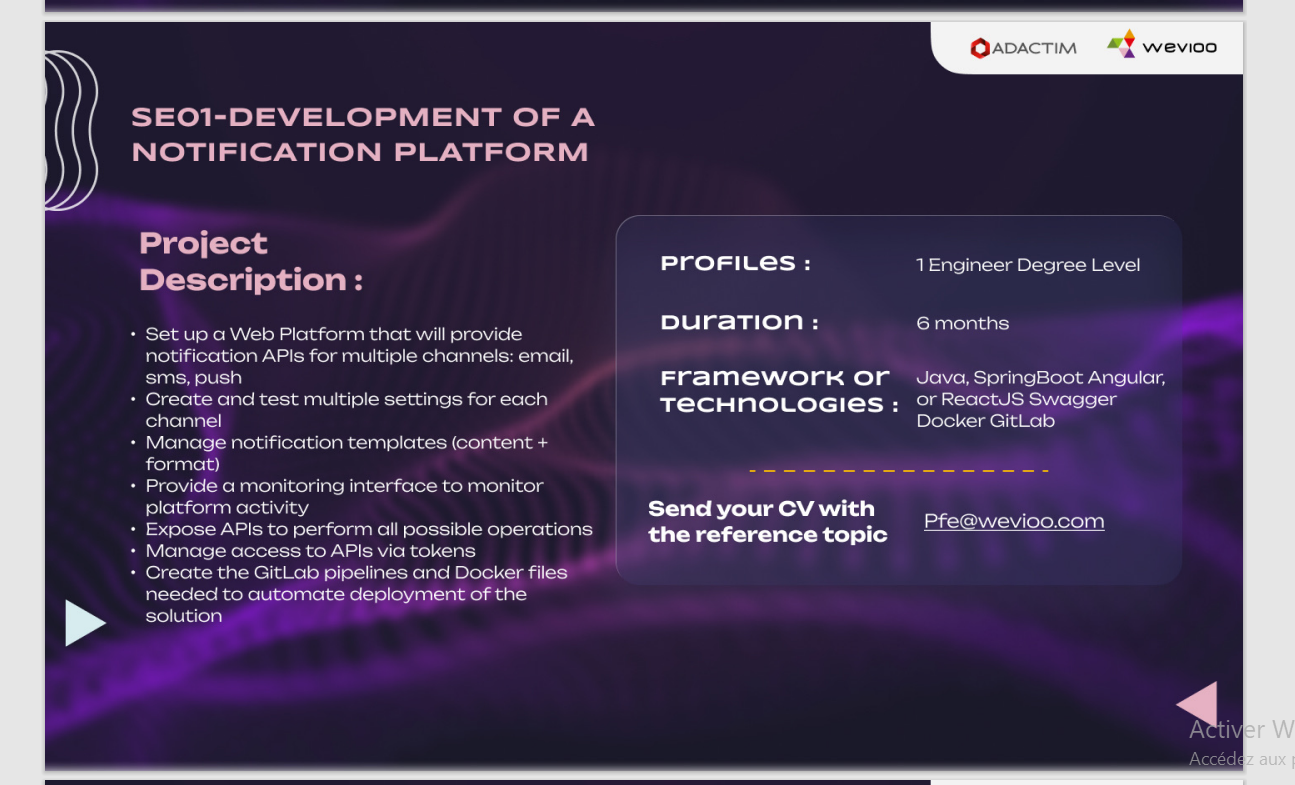 ADACTIM wevioo
SE01-DEVELOPMENT OF A
NOTIFICATION PLATFORM
Project
Description :
• Set up a Web Platform that will provide
notification APIs for multiple channels: email,
sms, push
• Create and test multiple settings for each
channel
• Manage notification templates (content +
format)
• Provide a monitoring interface to monitor
platform activity
• Expose APIs to perform all possible operations
• Manage access to APIs via tokens
• Create the GitLab pipelines and Docker files
needed to automate deployment of the
solution
Profiles : 1 Engineer Degree Level
Duration : 6 months
Framework or
Technologies :
Java, SpringBoot Angular,
or ReactJS Swagger
Docker GitLab
Send your CV with
the reference topic
Pfe@wevioo.com
Activer W
Accédez aux p